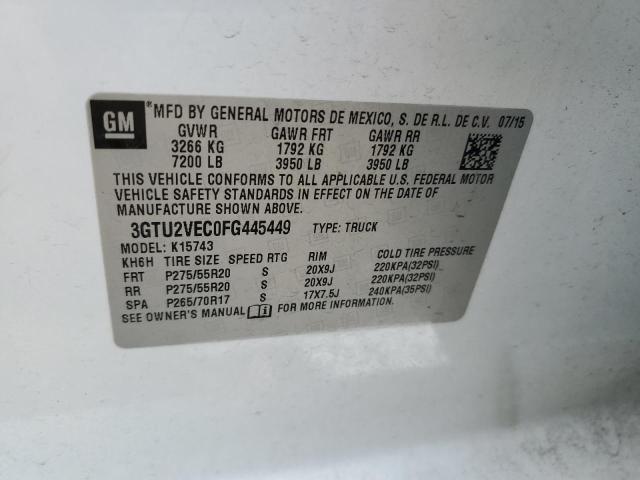 GM ® MFD BY GENERAL MOTORS DE MEXICO, S. DE R.L. DE C.V. 07/15
GVWR GAWR FRT GAWR RR
3266 KG 1792 KG 1792 KG
7200 LB 3950 LB 3950 LB
THIS VEHICLE CONFORMS TO ALL APPLICABLE U.S. FEDERAL MOTOR
VEHICLE SAFETY STANDARDS IN EFFECT ON THE DATE OF
MANUFACTURE SHOWN ABOVE.
3GTU2VEC0FG445449 TYPE: TRUCK
MODEL: K15743
KH6H TIRE SIZE SPEED RTG RIM COLD TIRE PRESSURE
FRT P275/55R20 S 20X9J 220KPA(32PSI)
RR P275/55R20 S 20X9J 220KPA(32PSI)
SPA P265/70R17 S 17X7.5J 240KPA(35PSI)
SEE OWNER'S MANUAL FOR MORE INFORMATION.